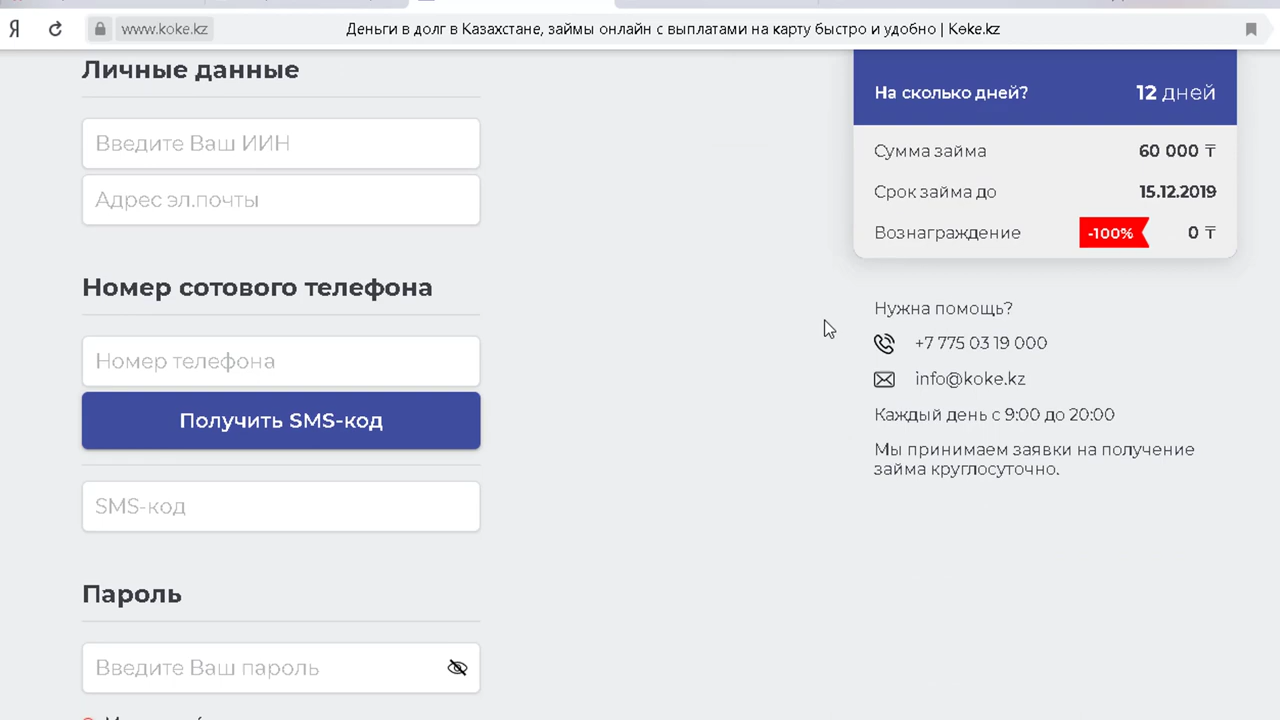 Я
www.koke.kz
Деньги в долг в Казахстане, займы онлайн с выплатами на карту быстро и удобно | Көke.kz
Личные данные
Введите Ваш ИИН
Адрес эл.почты
Номер сотового телефона
Номер телефона
Получить SMS-код
SMS-код
Пароль
Введите Ваш пароль
На сколько дней?
12 дней
Сумма займа
60 000 ₸
Срок займа до
15.12.2019
Вознаграждение
-100%
0 ₸
Нужна помощь?
+7 775 03 19 000
info@koke.kz
Каждый день с 9:00 до 20:00
Мы принимаем заявки на получение
займа круглосуточно.